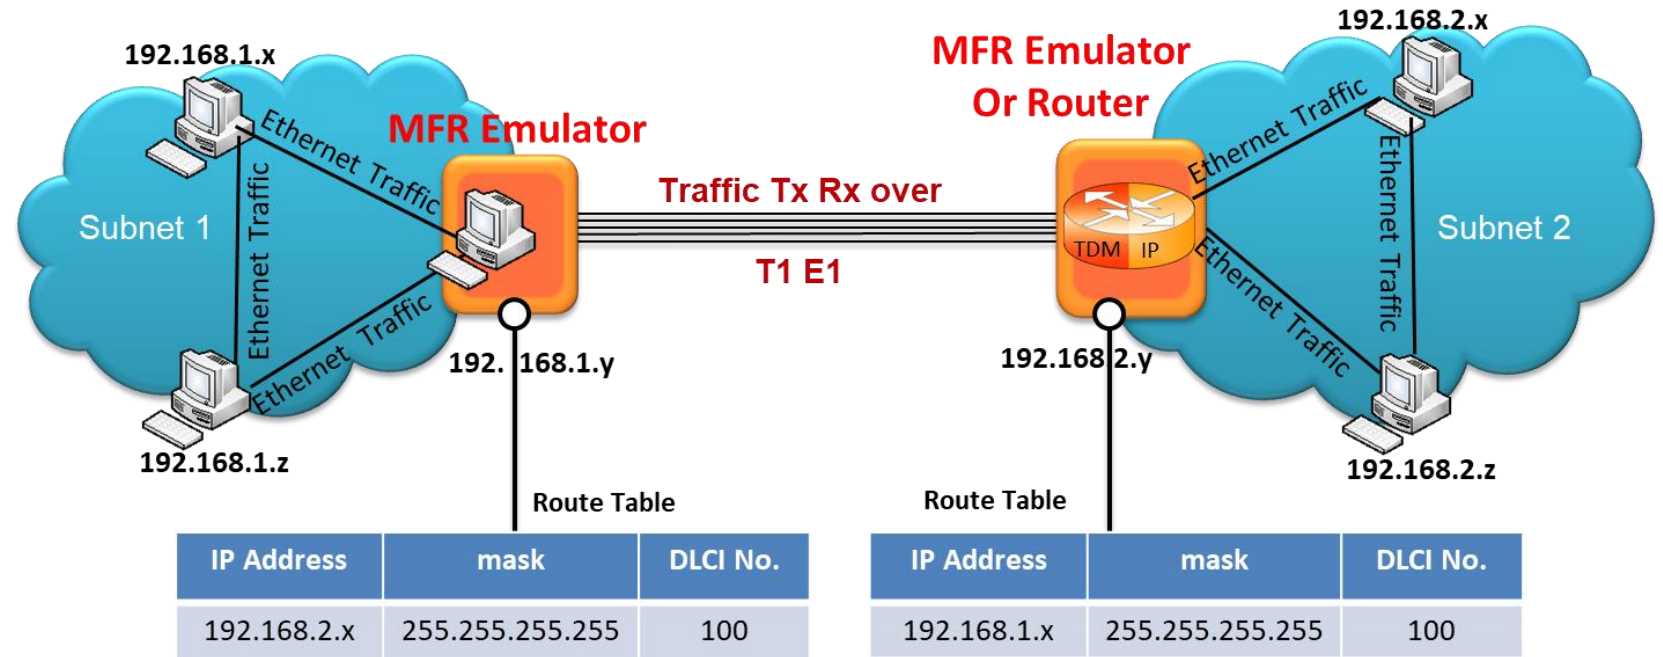 192.168.1.x
MFR Emulator
Ethernet Traffic
Ethernet Traffic
Ethernet Traffic
Subnet 1
192. 168.1.y
192.168.1.z
Traffic Tx Rx over
T1 E1
MFR Emulator
Or Router
192.168.2.x
TDM IP
Ethernet Traffic
Ethernet Traffic
Ethernet Traffic
Subnet 2
192.168.2.y
192.168.2.z
Route Table
IP Address mask DLCI No.
192.168.2.x 255.255.255.255 100
Route Table
IP Address mask DLCI No.
192.168.1.x 255.255.255.255 100